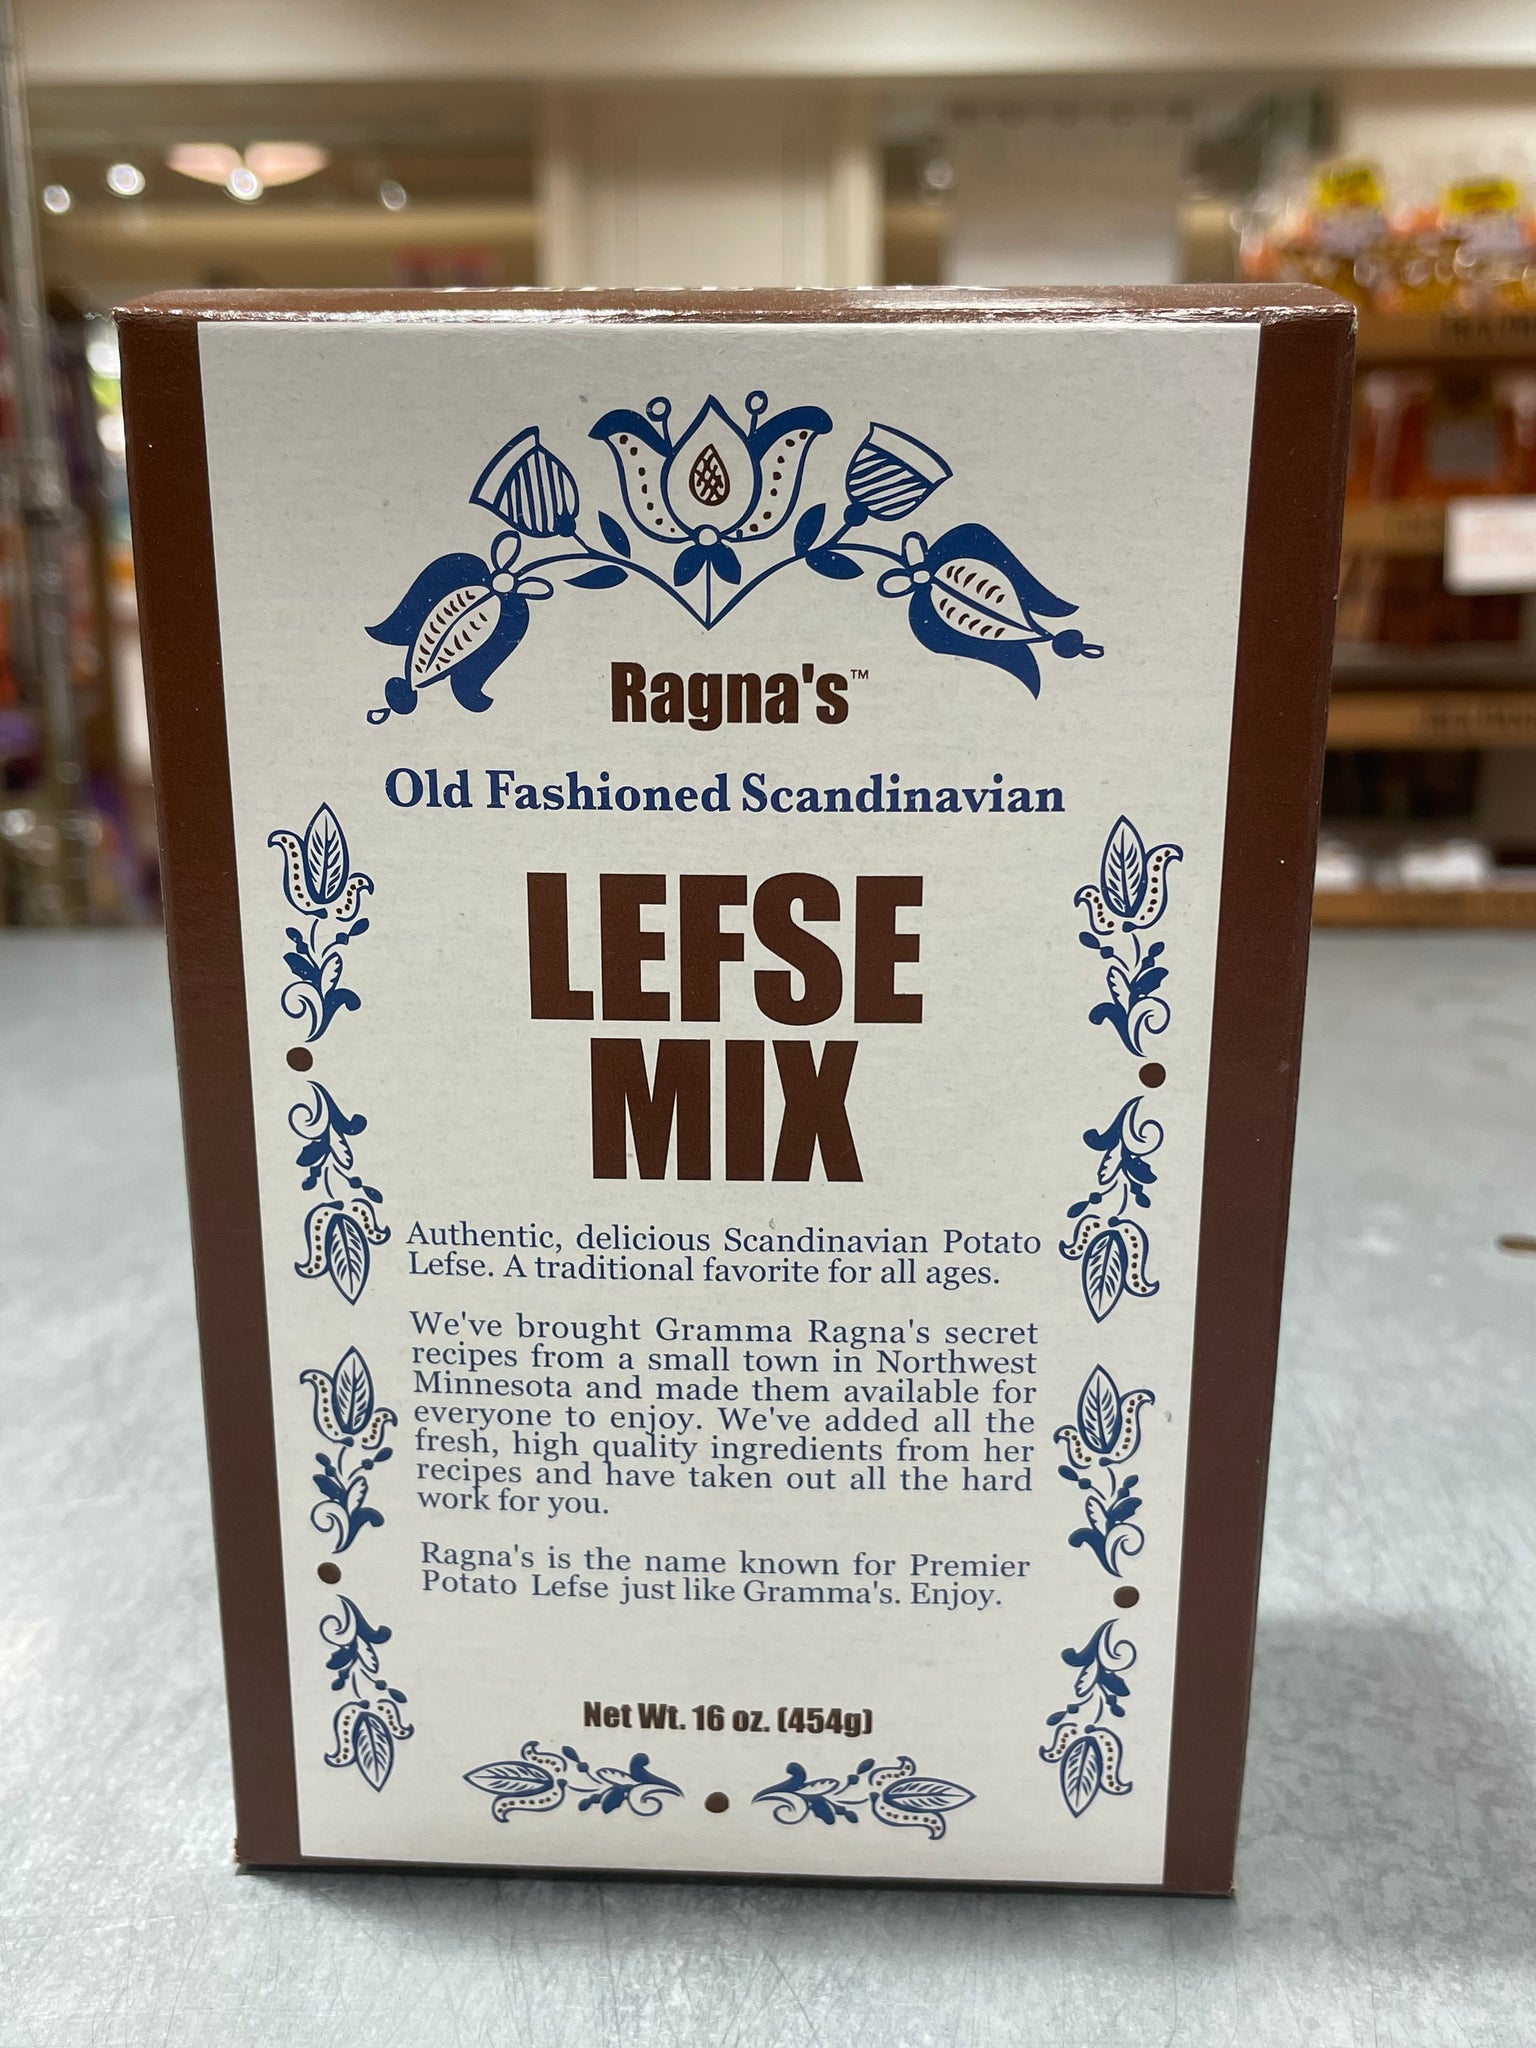 Ragna's™
Old Fashioned Scandinavian
LEFSE
MIX
Authentic, delicious Scandinavian Potato
Lefse. A traditional favorite for all ages.
We've brought Gramma Ragna's secret
recipes from a small town in Northwest
Minnesota and made them available for
everyone to enjoy. We've added all the
fresh, high quality ingredients from her
recipes and have taken out all the hard
work for you.
Ragna's is the name known for Premier
Potato Lefse just like Gramma's. Enjoy.
Net Wt. 16 oz. (454g)